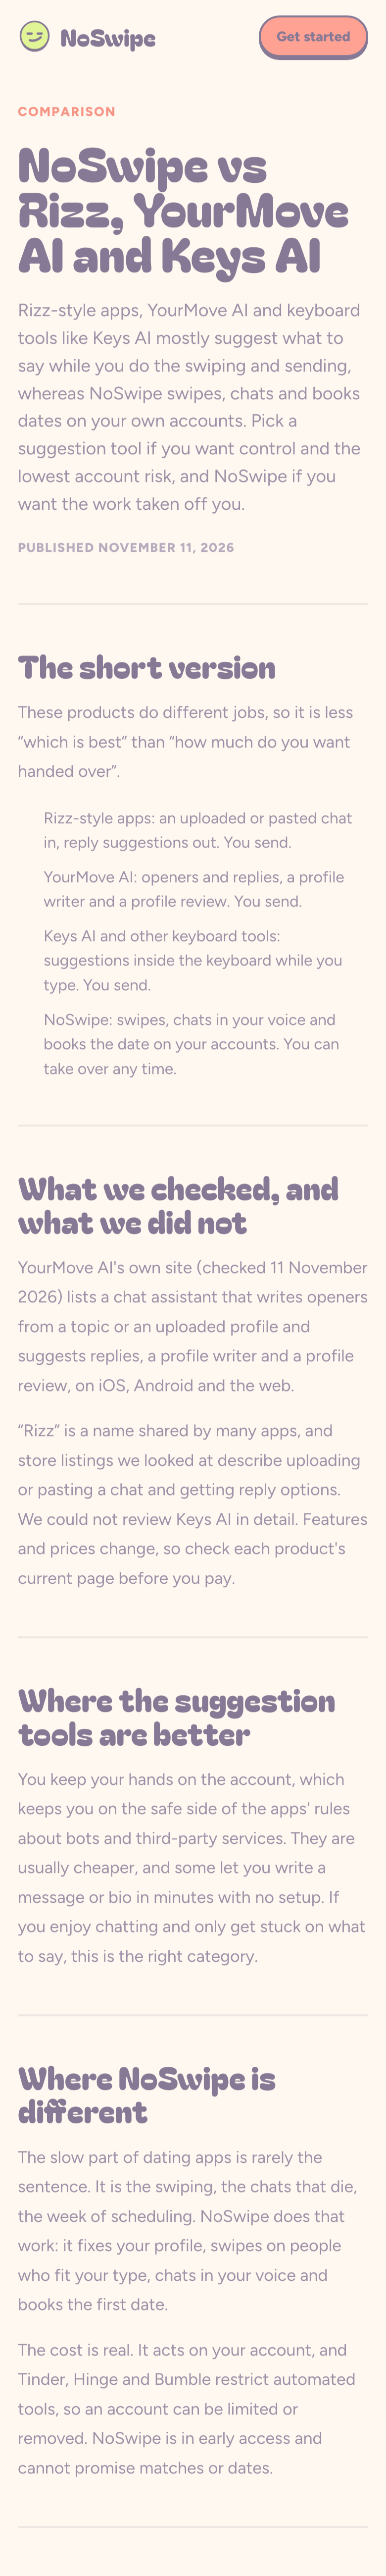 NoSwipe
Get started
COMPARISON
NoSwipe vs
Rizz, YourMove
AI and Keys AI
Rizz-style apps, YourMove AI and keyboard
tools like Keys AI mostly suggest what to
say while you do the swiping and sending,
whereas NoSwipe swipes, chats and books
dates on your own accounts. Pick a
suggestion tool if you want control and the
lowest account risk, and NoSwipe if you
want the work taken off you.
PUBLISHED NOVEMBER 11, 2026
The short version
These products do different jobs, so it is less
“which is best” than “how much do you want
handed over”.
Rizz-style apps: an uploaded or pasted chat
in, reply suggestions out. You send.
YourMove AI: openers and replies, a profile
writer and a profile review. You send.
Keys AI and other keyboard tools:
suggestions inside the keyboard while you
type. You send.
NoSwipe: swipes, chats in your voice and
books the date on your accounts. You can
take over any time.
What we checked, and
what we did not
YourMove AI's own site (checked 11 November
2026) lists a chat assistant that writes openers
from a topic or an uploaded profile and
suggests replies, a profile writer and a profile
review, on iOS, Android and the web.
“Rizz” is a name shared by many apps, and
store listings we looked at describe uploading
or pasting a chat and getting reply options.
We could not review Keys AI in detail. Features
and prices change, so check each product's
current page before you pay.
Where the suggestion
tools are better
You keep your hands on the account, which
keeps you on the safe side of the apps' rules
about bots and third-party services. They are
usually cheaper, and some let you write a
message or bio in minutes with no setup. If
you enjoy chatting and only get stuck on what
to say, this is the right category.
Where NoSwipe is
different
The slow part of dating apps is rarely the
sentence. It is the swiping, the chats that die,
the week of scheduling. NoSwipe does that
work: it fixes your profile, swipes on people
who fit your type, chats in your voice and
books the first date.
The cost is real. It acts on your account, and
Tinder, Hinge and Bumble restrict automated
tools, so an account can be limited or
removed. NoSwipe is in early access and
cannot promise matches or dates.